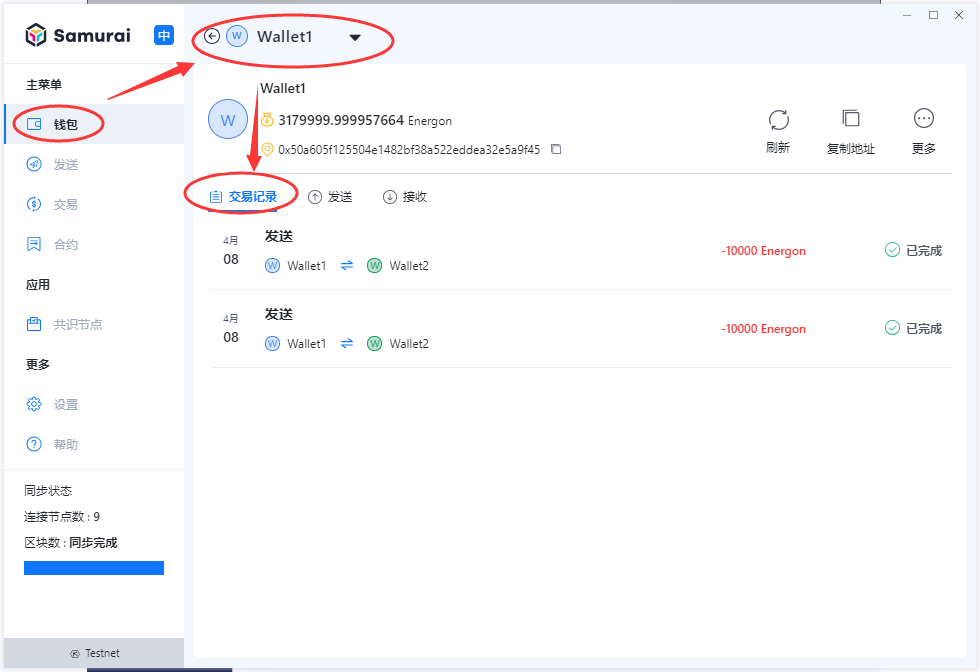 Samurai 中
主菜单
钱包
发送
交易
合约
应用
共识节点
更多
设置
帮助
同步状态
连接节点数 : 9
区块数 : 同步完成
Testnet
W Wallet1
W
Wallet1
3179999.999957664 Energon
0x50a605f125504e1482bf38a522eddea32e5a9f45
刷新
复制地址
更多
交易记录 发送 接收
4月
08
发送
W Wallet1 W Wallet2
-10000 Energon
已完成
4月
08
发送
W Wallet1 W Wallet2
-10000 Energon
已完成